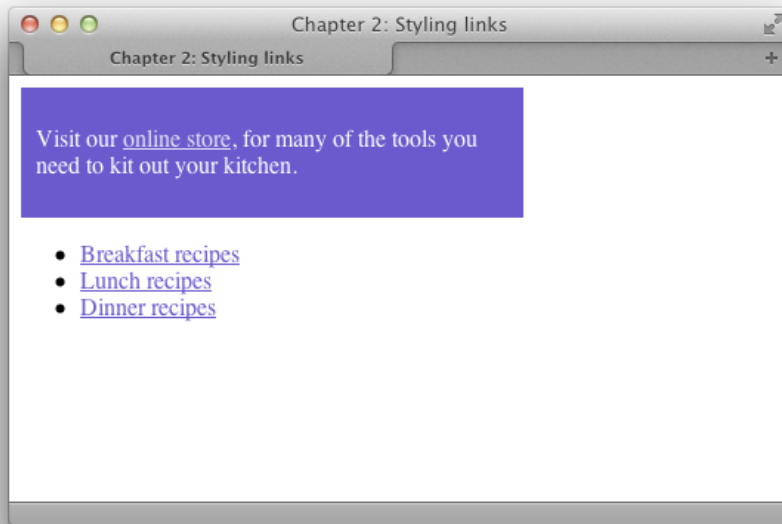 Chapter 2: Styling links
Chapter 2: Styling links
Visit our online store, for many of the tools you
need to kit out your kitchen.
Breakfast recipes
Lunch recipes
Dinner recipes